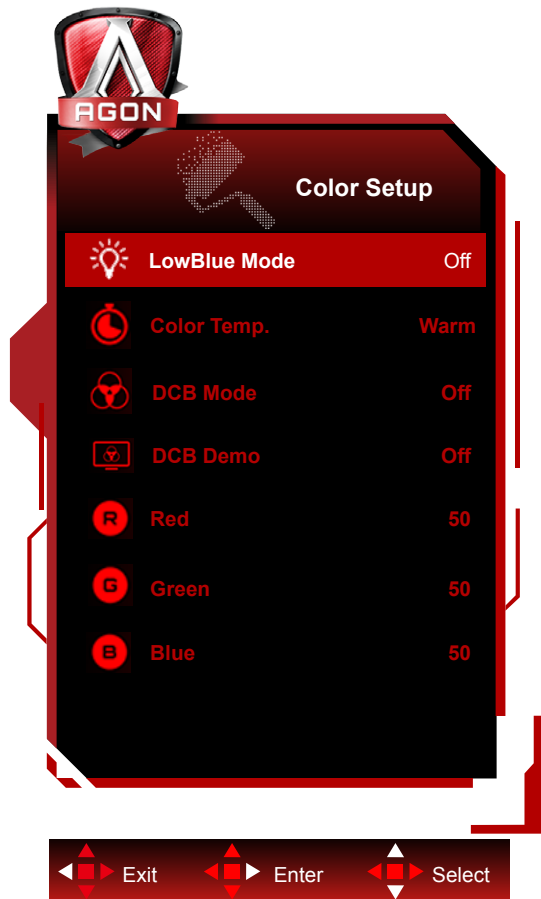 AGON
Color Setup
LowBlue Mode Off
Color Temp. Warm
DCB Mode Off
DCB Demo Off
R Red 50
G Green 50
B Blue 50
Exit Enter Select